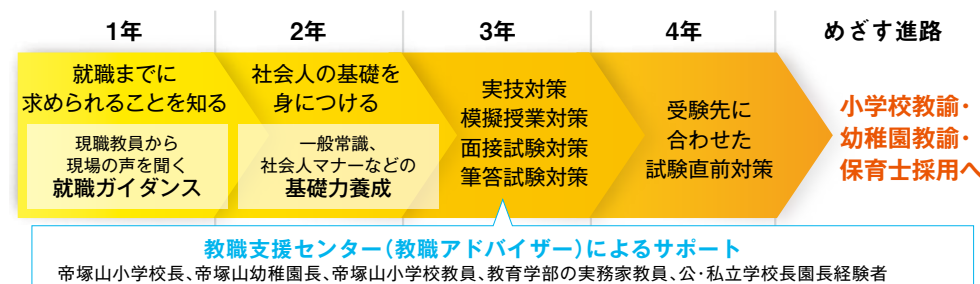 1年
2年
3年
4年
めざす進路
就職までに
求められることを知る
現職教員から
現場の声を聞く
就職ガイダンス
社会人の基礎を
身につける
一般常識、
社会人マナーなどの
基礎力養成
実技対策
模擬授業対策
面接試験対策
筆答試験対策
受験先に
合わせた
試験直前対策
小学校教諭・
幼稚園教諭・
保育士採用へ
教職支援センター（教職アドバイザー）によるサポート
帝塚山小学校長、帝塚山幼稚園長、帝塚山小学校教員、教育学部の実務家教員、公・私立学校長園長経験者